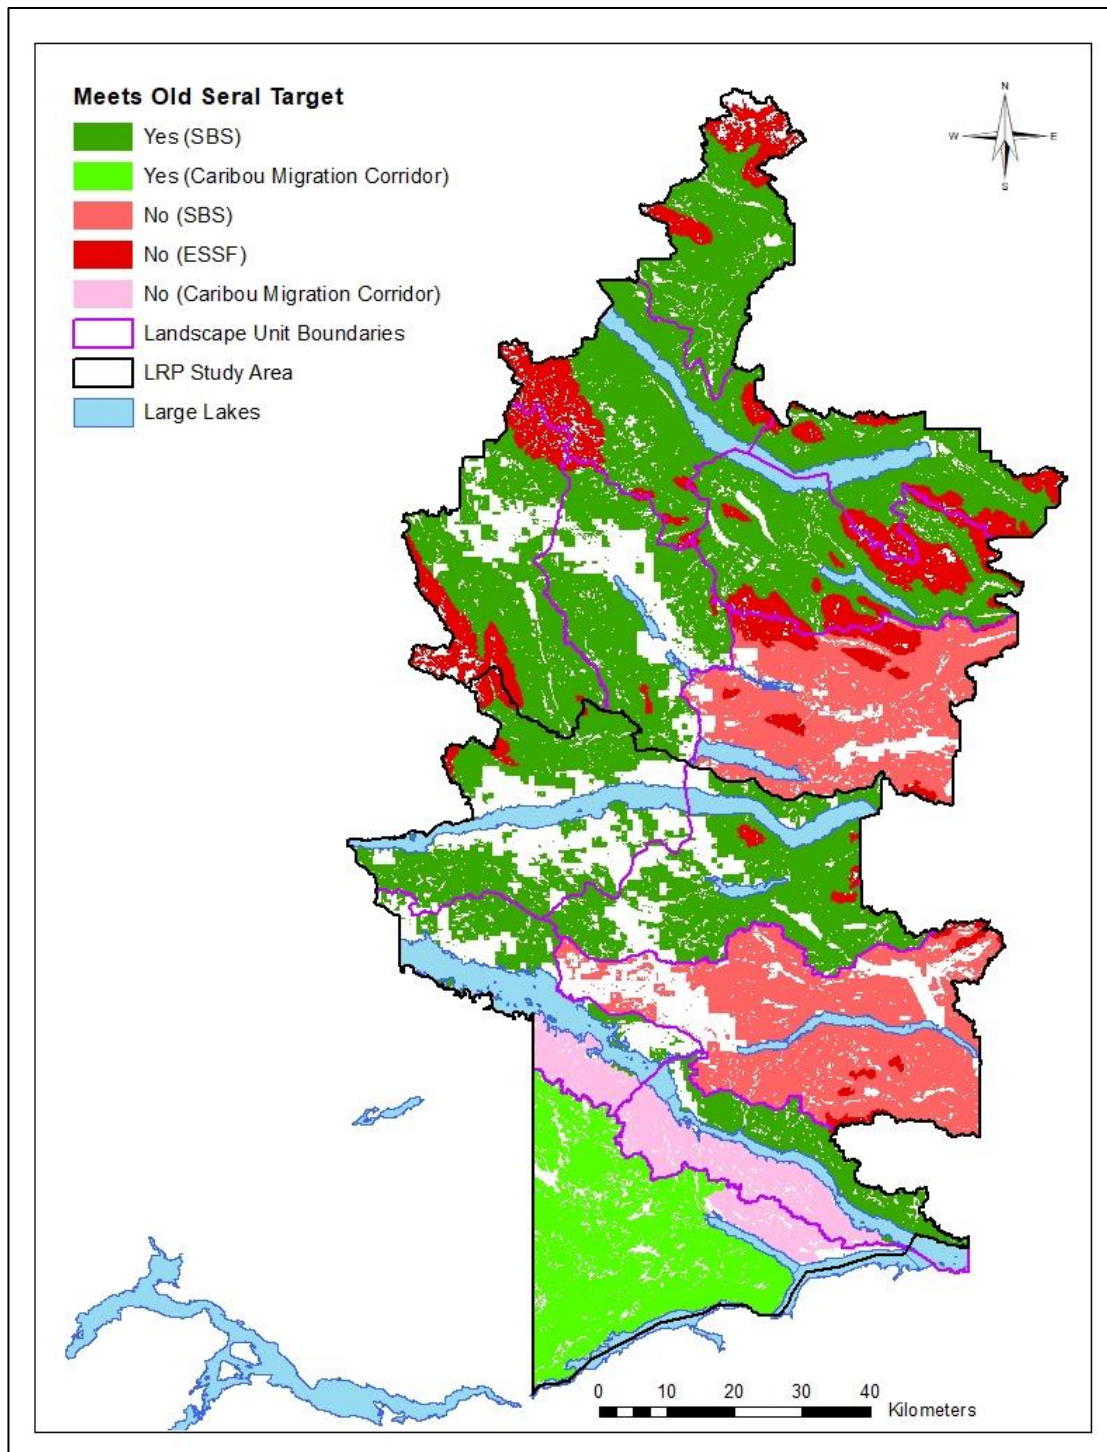 Meets Old Seral Target
Yes (SBS)
Yes (Caribou Migration Corridor)
No (SBS)
No (ESSF)
No (Caribou Migration Corridor)
Landscape Unit Boundaries
LRP Study Area
Large Lakes
N
W E
S
0 10 20 30 40
Kilometers